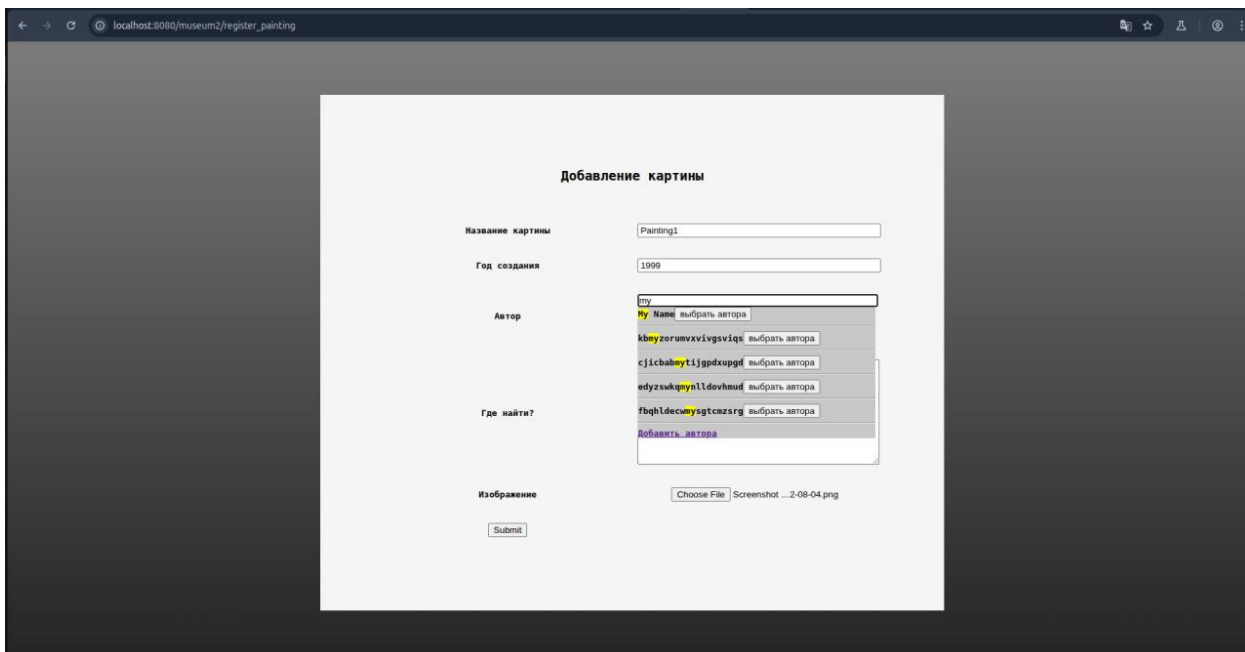 localhost:8080/museum2/register_painting
Добавление картины
Название картины
Painting1
Год создания
1999
Автор
my
My Name выбрать автора
kbmyzorumvxvivgsviqs выбрать автора
cjicbabmytijgpdxupgd выбрать автора
edyzswkqmynlldovhmud выбрать автора
fbqhldecwmysgtcmzsrg выбрать автора
Добавить автора
Где найти?
Изображение
Choose File Screenshot ...2-08-04.png
Submit